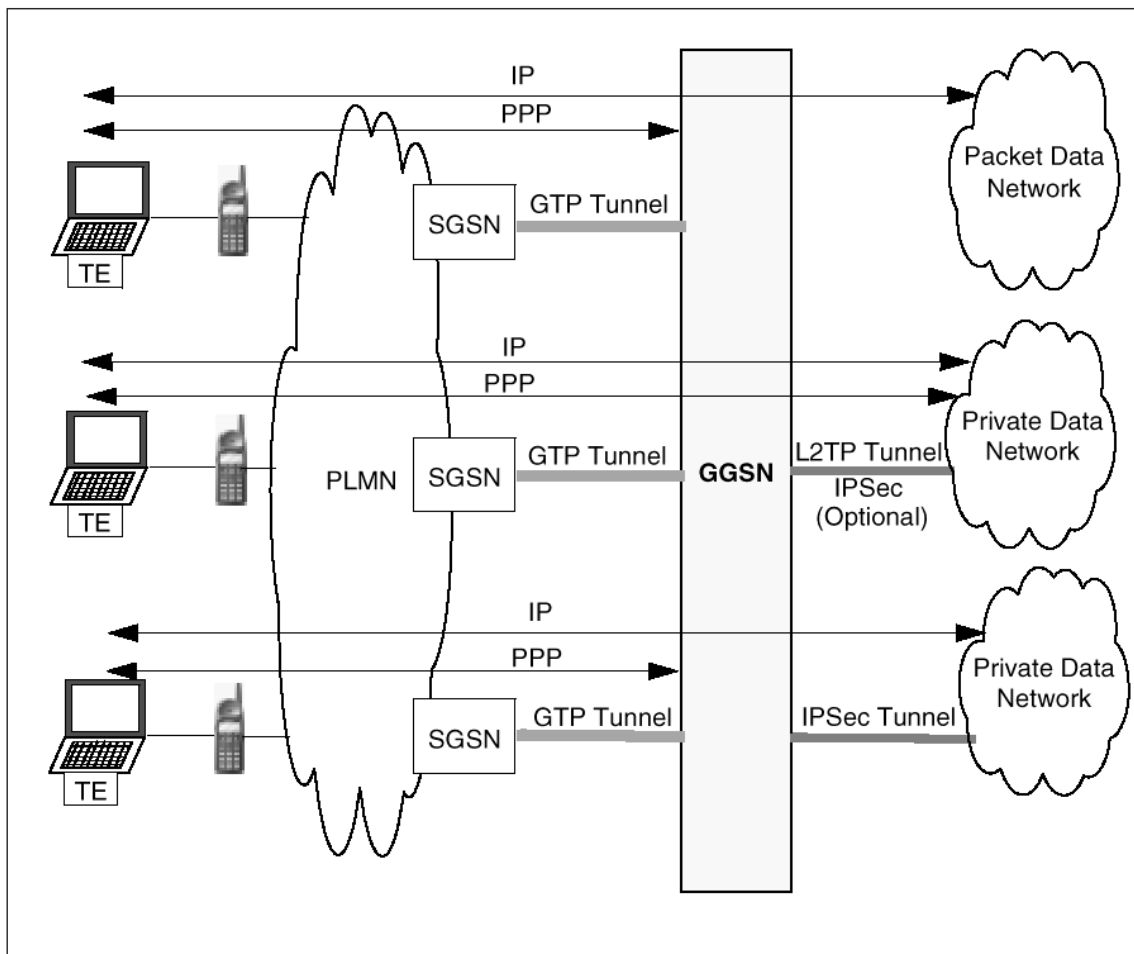 IP
PPP
Packet Data
Network
SGSN
GTP Tunnel
TE
IP
PPP
Private Data
Network
PLMN
SGSN
GTP Tunnel
GGSN
L2TP Tunnel
IPSec
(Optional)
TE
IP
PPP
Private Data
Network
SGSN
GTP Tunnel
IPSec Tunnel
TE